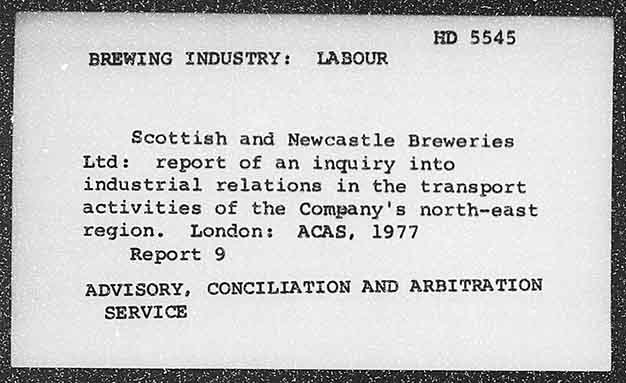 HD 5545
BREWING INDUSTRY: LABOUR
Scottish and Newcastle Breweries
Ltd: report of an inquiry into
industrial relations in the transport
activities of the Company's north-east
region. London: ACAS, 1977
Report 9
ADVISORY, CONCILIATION AND ARBITRATION
SERVICE